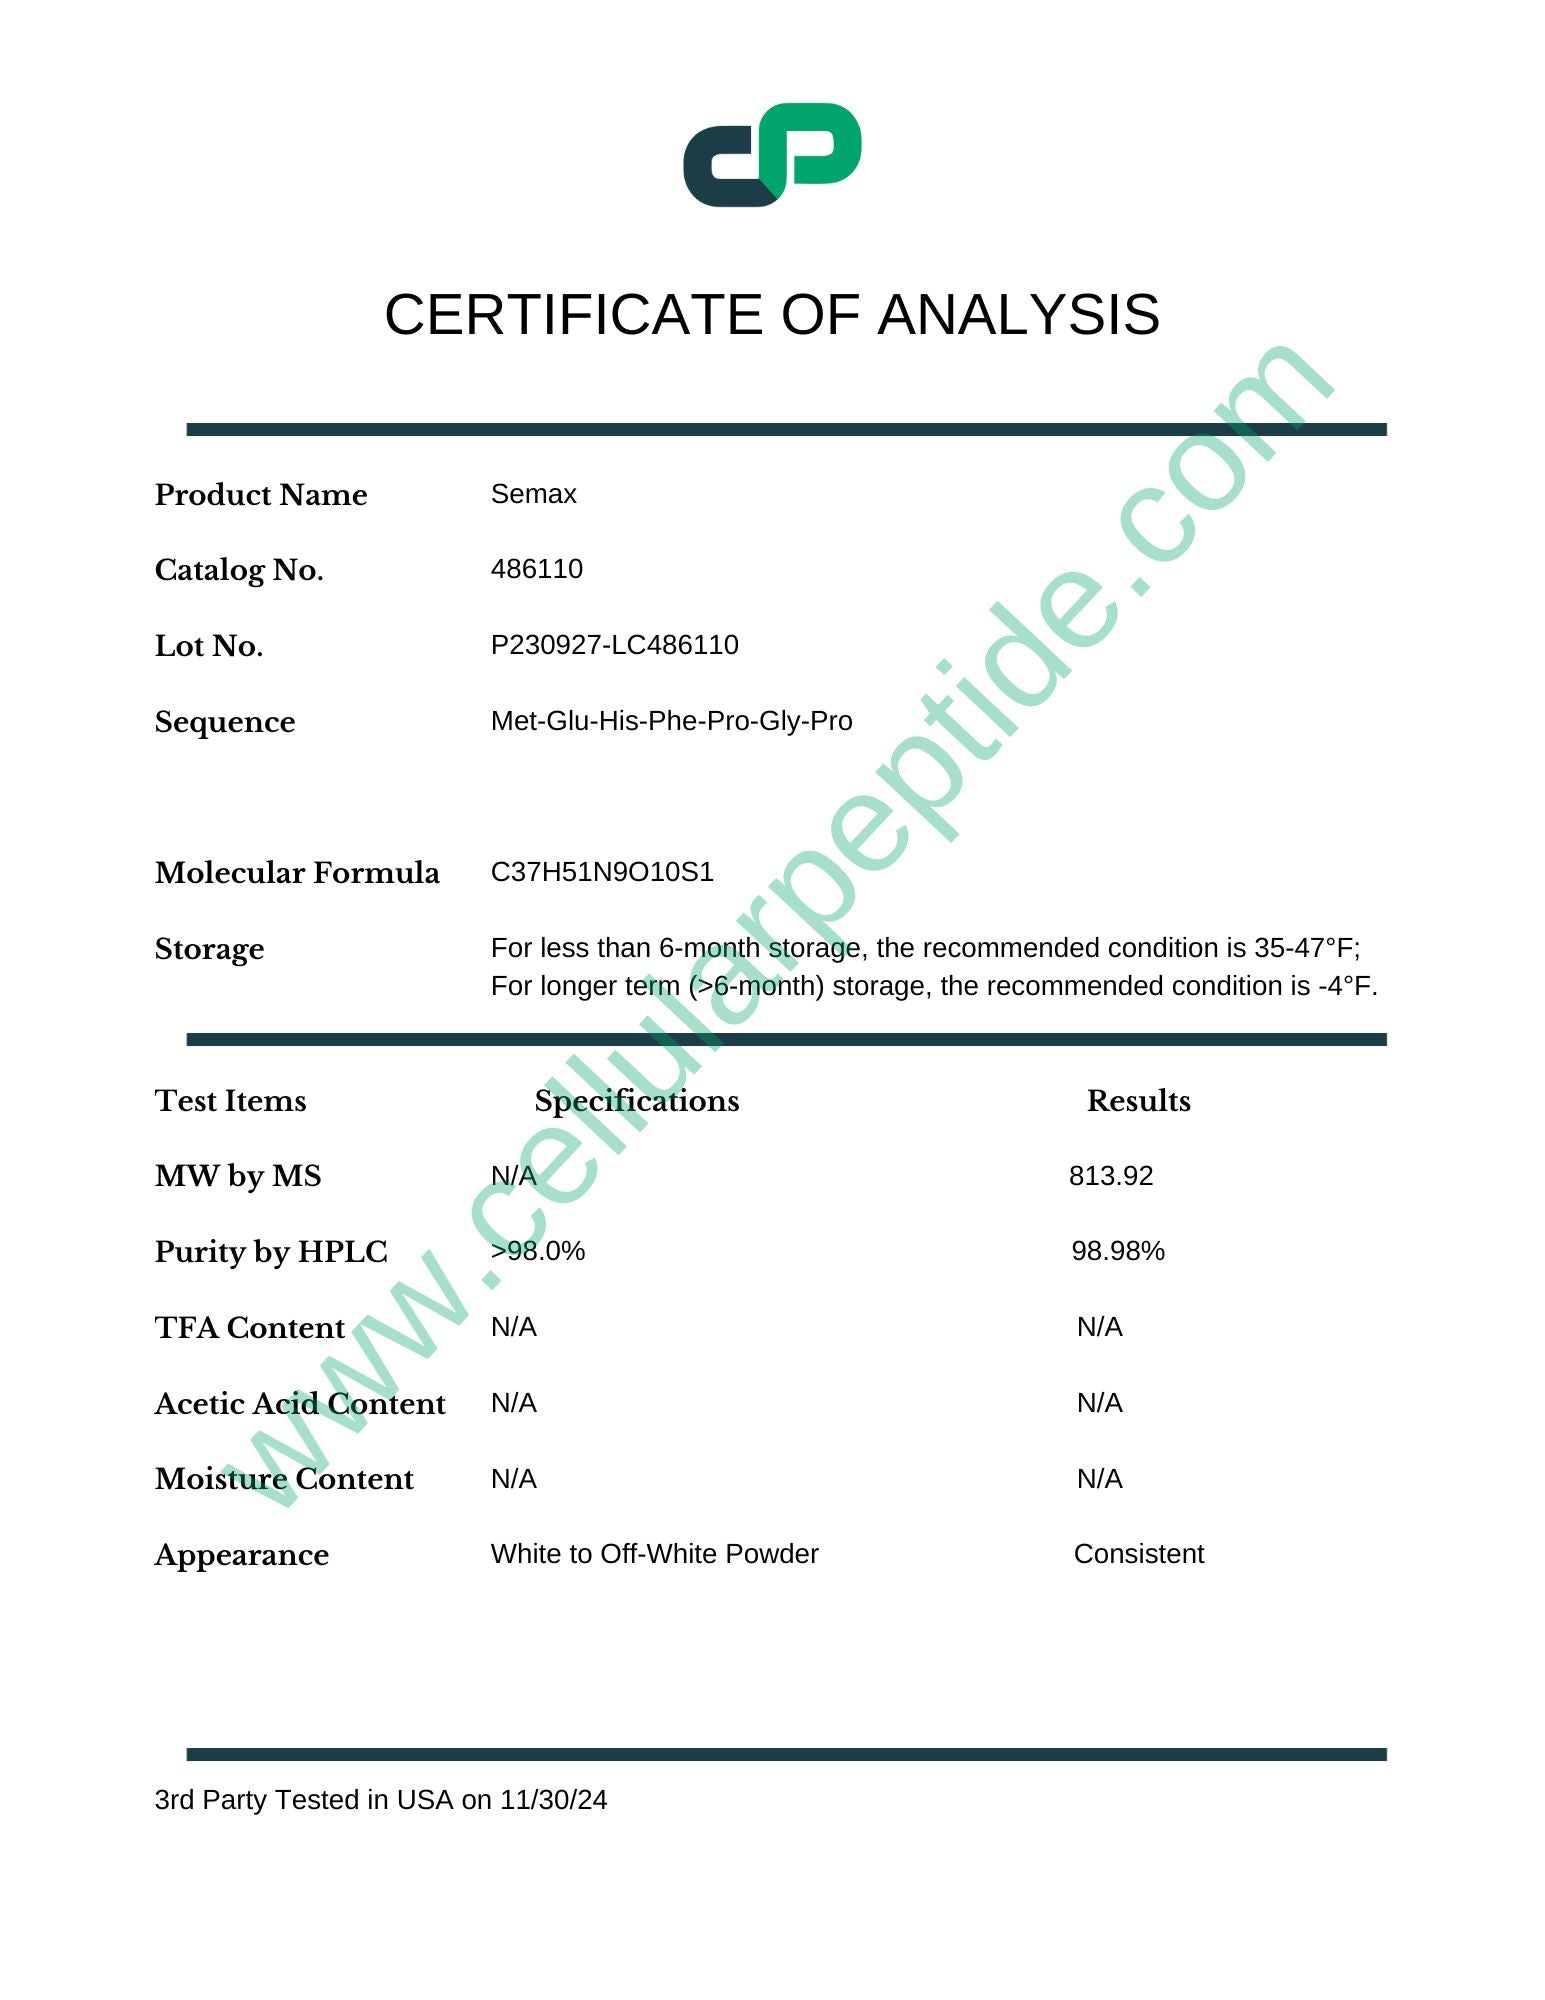 CP
CERTIFICATE OF ANALYSIS
Product Name Semax
Catalog No. 486110
Lot No. P230927-LC486110
Sequence Met-Glu-His-Phe-Pro-Gly-Pro
Molecular Formula C37H51N9O10S1
Storage For less than 6-month storage, the recommended condition is 35-47°F;
For longer term (>6-month) storage, the recommended condition is -4°F.
Test Items Specifications Results
MW by MS N/A 813.92
Purity by HPLC >98.0% 98.98%
TFA Content N/A N/A
Acetic Acid Content N/A N/A
Moisture Content N/A N/A
Appearance White to Off-White Powder Consistent
3rd Party Tested in USA on 11/30/24
www.cellularpeptide.com